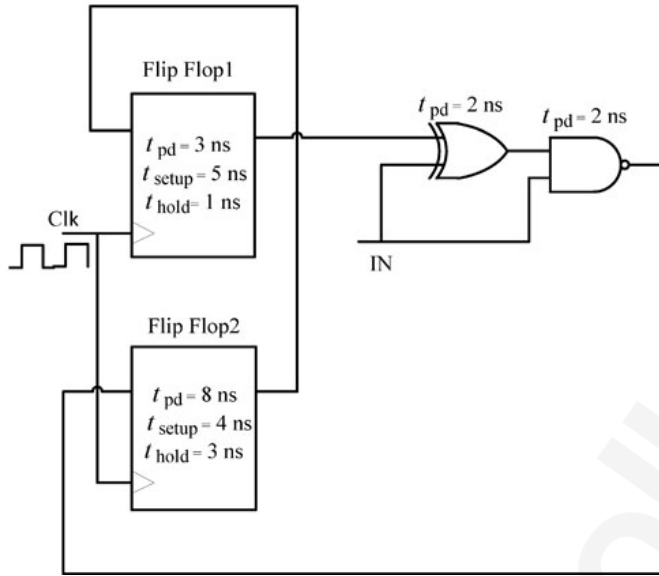 Flip Flop1
t pd = 3 ns
t setup = 5 ns
t hold= 1 ns
t pd = 2 ns
t pd = 2 ns
Clk
IN
Flip Flop2
t pd = 8 ns
t setup = 4 ns
t hold = 3 ns